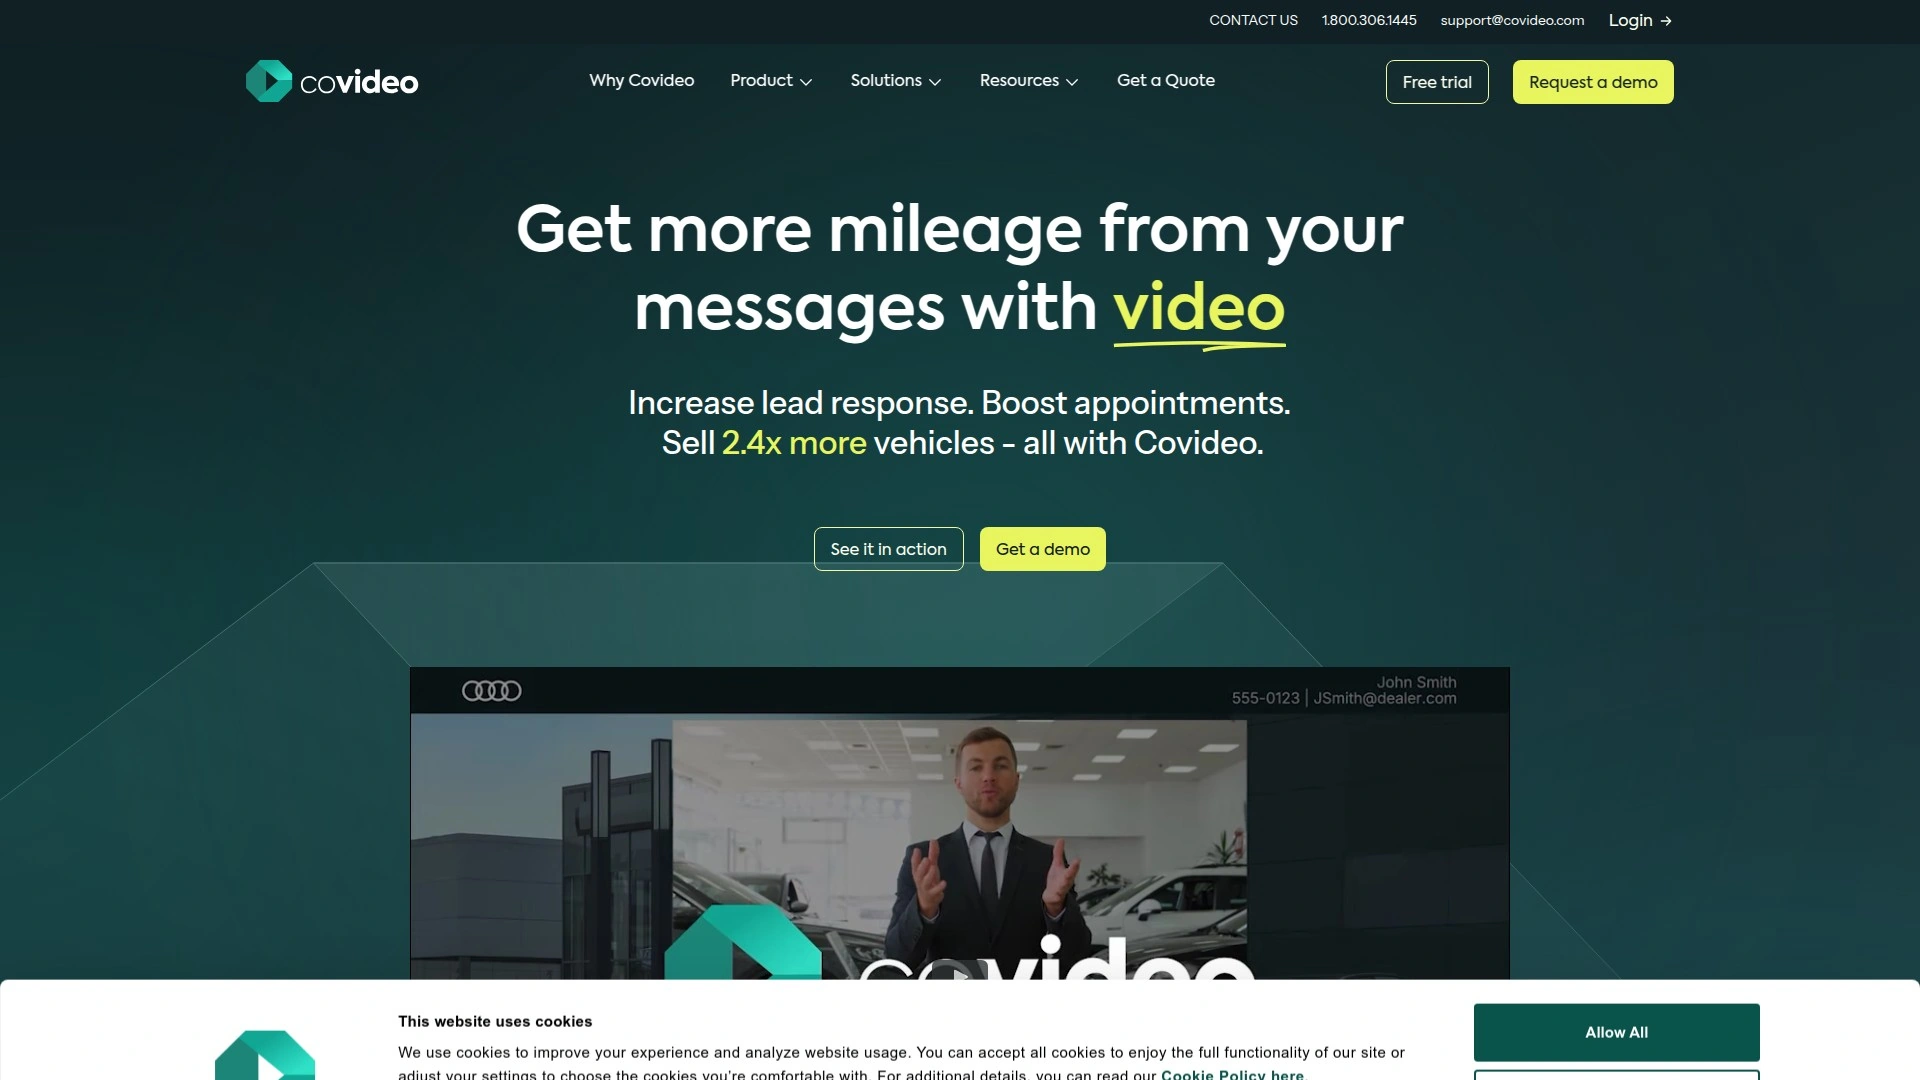 CONTACT US 1.800.306.1445 support@covideo.com Login →
covideo Why Covideo Product Solutions Resources Get a Quote Free trial Request a demo
Get more mileage from your
messages with video
Increase lead response. Boost appointments.
Sell 2.4x more vehicles - all with Covideo.
See it in action Get a demo
John Smith
555-0123 | JSmith@dealer.com
covideo
This website uses cookies
Allow All
We use cookies to improve your experience and analyze website usage. You can accept all cookies to enjoy the full functionality of our site or
adjust your settings to choose the cookies you're comfortable with. For additional details, you can read our Cookie Policy here.